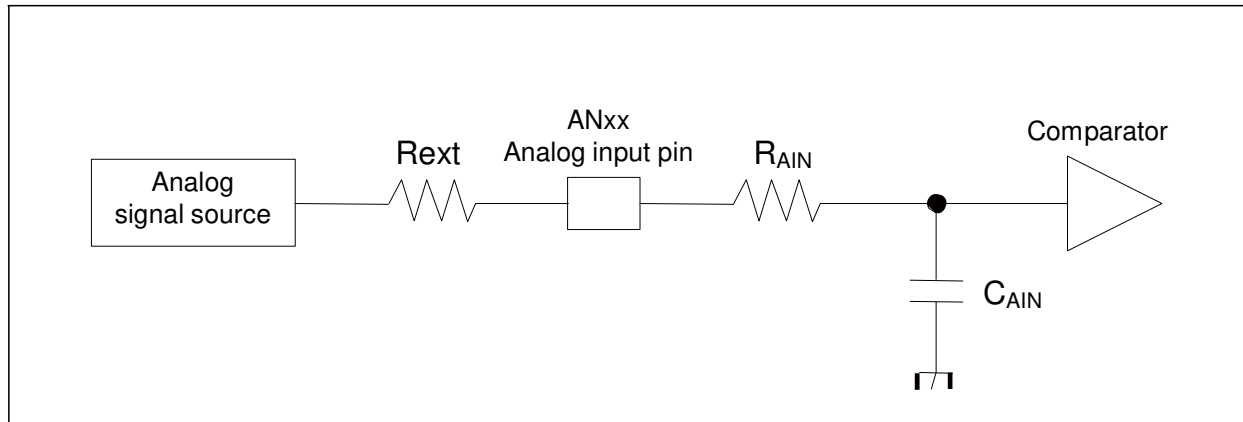 Analog
signal source
Rext
ANxx
Analog input pin
RAIN
CAIN
Comparator